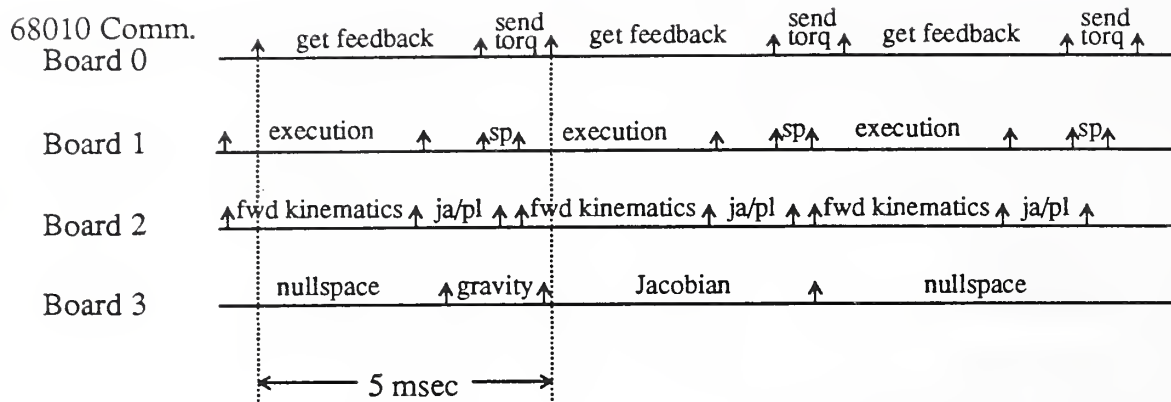 68010 Comm.
Board 0
get feedback
send
torq
get feedback
send
torq
get feedback
send
torq
Board 1
execution
sp
execution
sp
execution
sp
Board 2
fwd kinematics
ja/pl
fwd kinematics
ja/pl
fwd kinematics
ja/pl
Board 3
nullspace
gravity
Jacobian
nullspace
5 msec